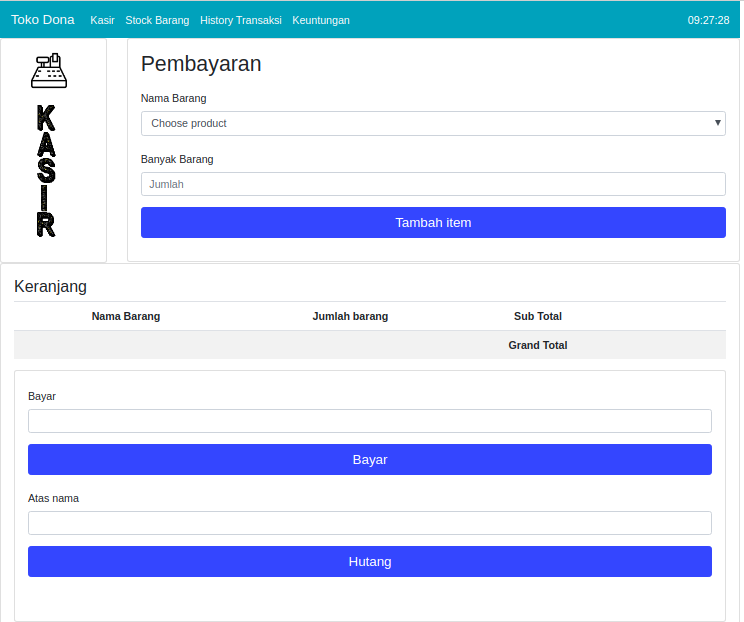 Toko Dona Kasir Stock Barang History Transaksi Keuntungan 09:27:28
KASIR
Pembayaran
Nama Barang
Choose product
Banyak Barang
Jumlah
Tambah item
Keranjang
Nama Barang Jumlah barang Sub Total
Grand Total
Bayar
Bayar
Atas nama
Hutang